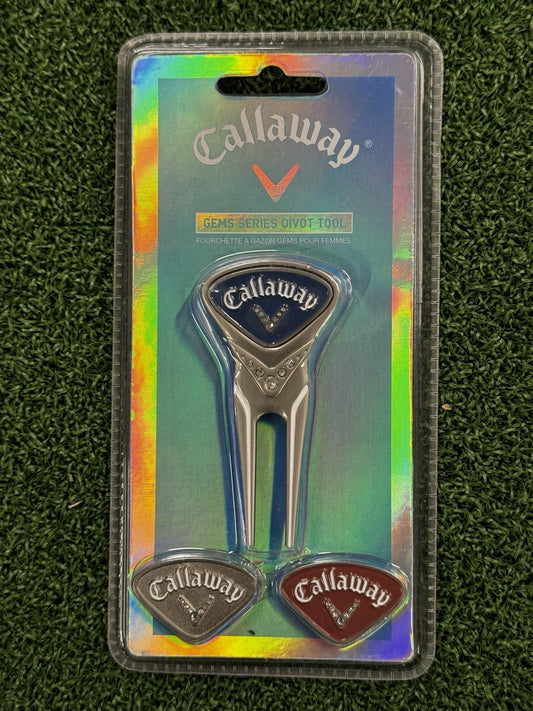 Callaway®
GEMS SERIES DIVOT TOOL
FOURCHETTE À GAZON GEMS POUR FEMMES
Callaway
Callaway
Callaway